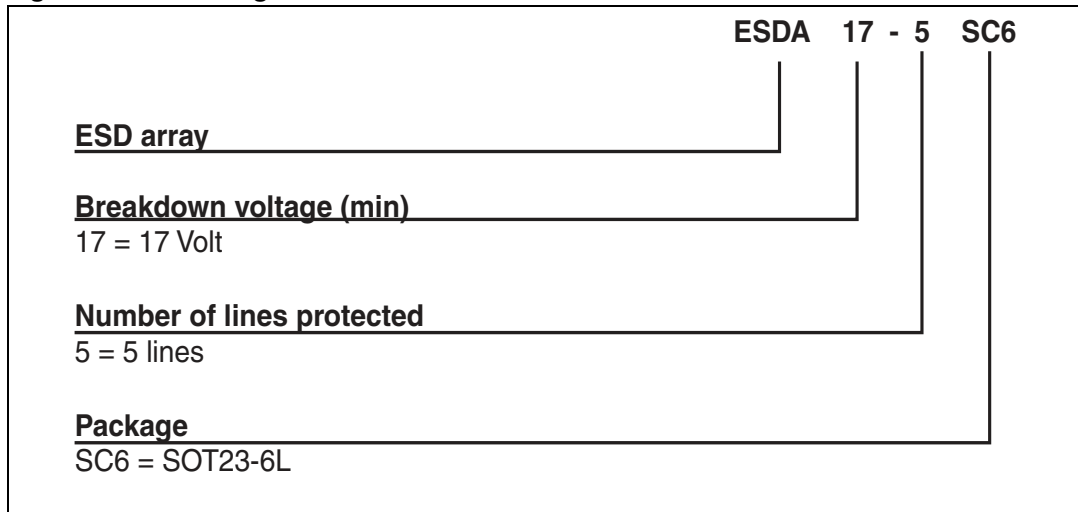 ESDA 17 - 5 SC6
ESD array
Breakdown voltage (min)
17 = 17 Volt
Number of lines protected
5 = 5 lines
Package
SC6 = SOT23-6L